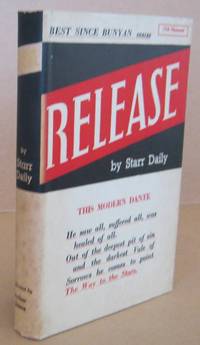 BEST SINCE BUNYAN
RELEASE
by Starr Daily
THIS MODERN DANTE
He saw all, suffered all, was
healed of all.
Out of the deepest pit of sin
and the darkest Vale of
Sorrows he comes to point
The Way to the Stars.
by
Starr
Daily